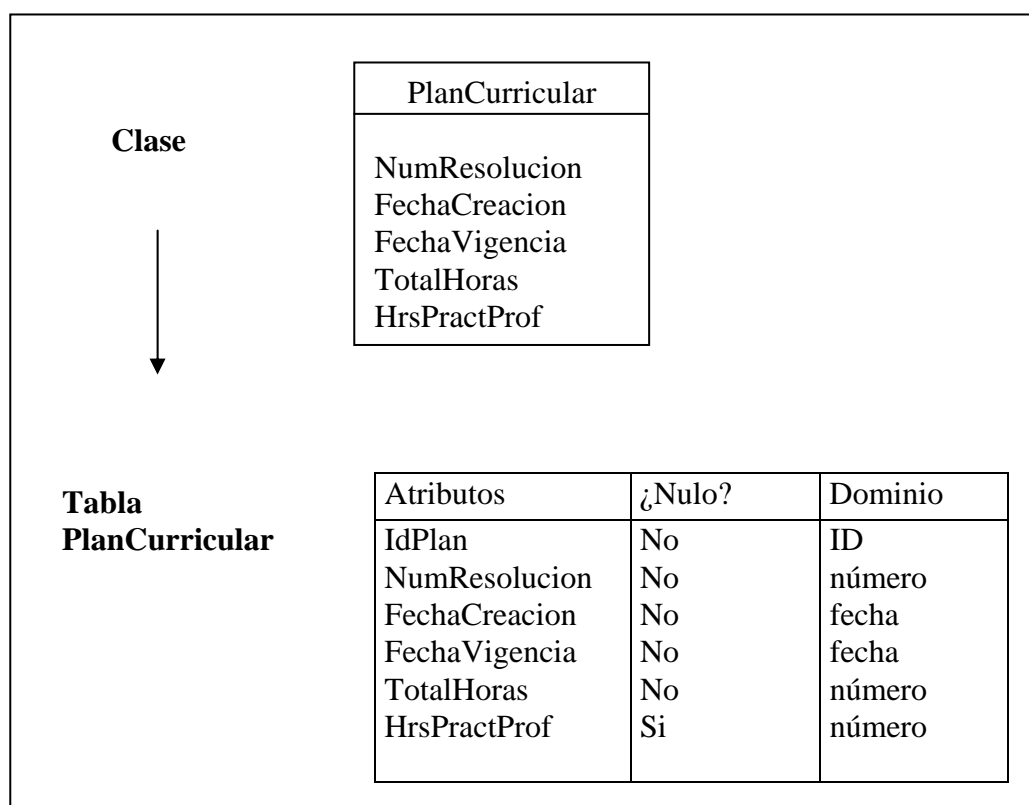 PlanCurricular
Clase
NumResolucion
FechaCreacion
FechaVigencia
TotalHoras
HrsPractProf
Tabla
PlanCurricular
Atributos ¿Nulo? Dominio
IdPlan No ID
NumResolucion No número
FechaCreacion No fecha
FechaVigencia No fecha
TotalHoras No número
HrsPractProf Si número